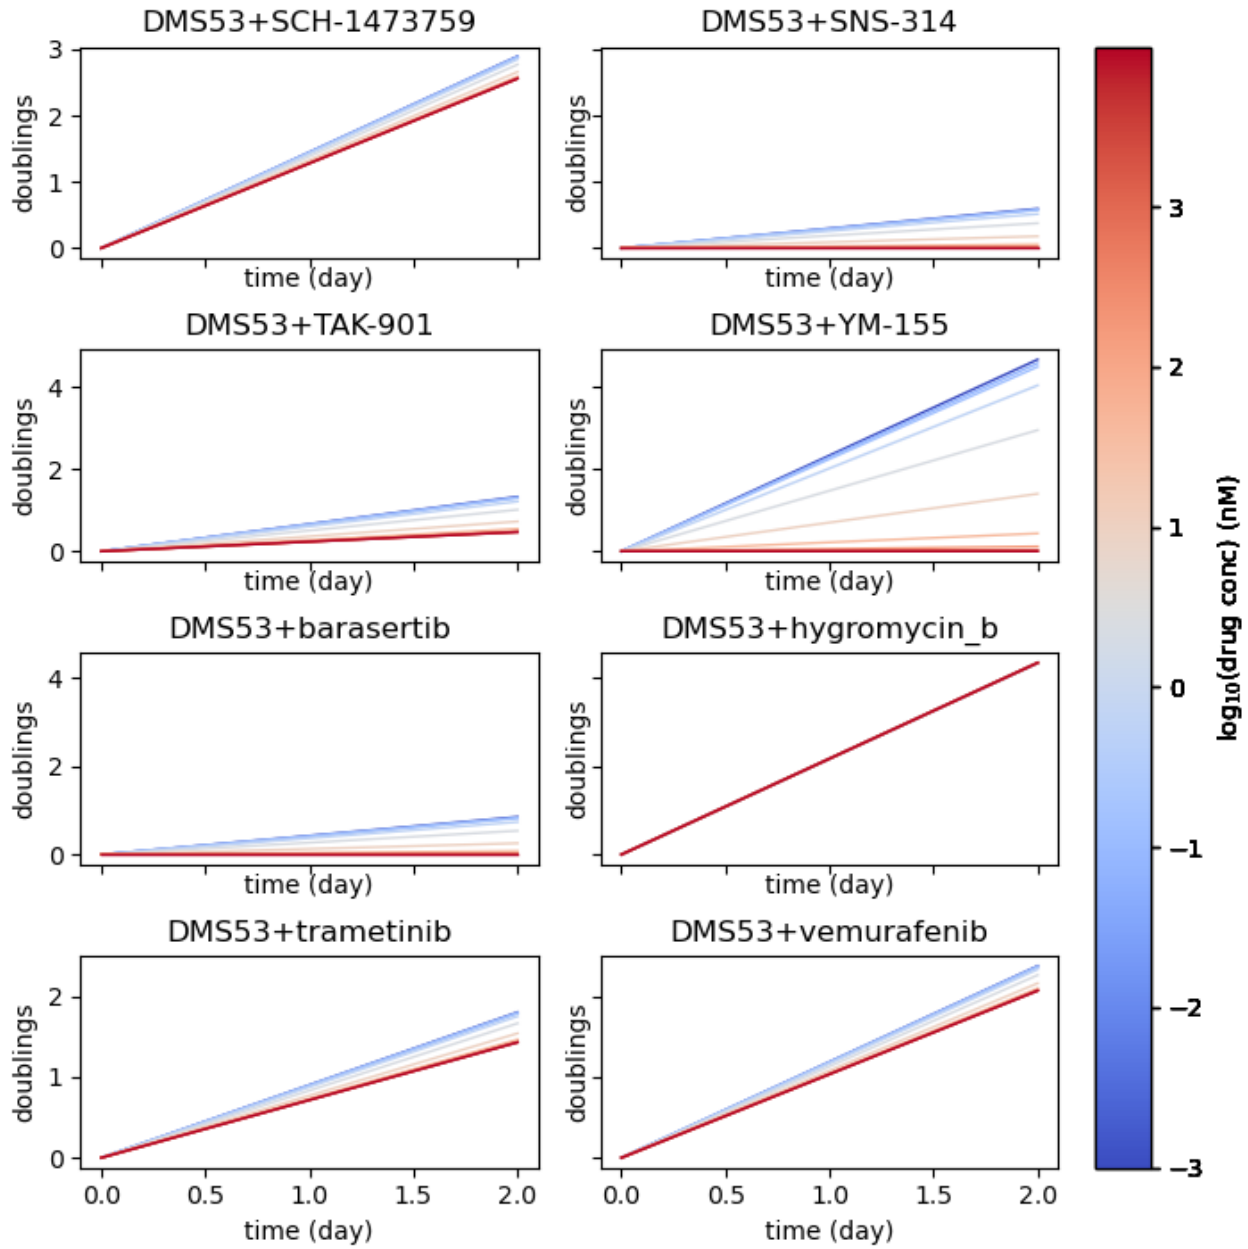 DMS53+SCH-1473759
DMS53+SNS-314
3
2
1
0
doublings
time (day)
doublings
time (day)
DMS53+TAK-901
DMS53+YM-155
4
2
0
doublings
time (day)
doublings
time (day)
DMS53+barasertib
DMS53+hygromycin_b
4
2
0
doublings
time (day)
doublings
time (day)
DMS53+trametinib
DMS53+vemurafenib
2
1
0
doublings
0.0 0.5 1.0 1.5 2.0
time (day)
doublings
0.0 0.5 1.0 1.5 2.0
time (day)
3
2
1
0
−1
−2
−3
log₁₀(drug conc) (nM)